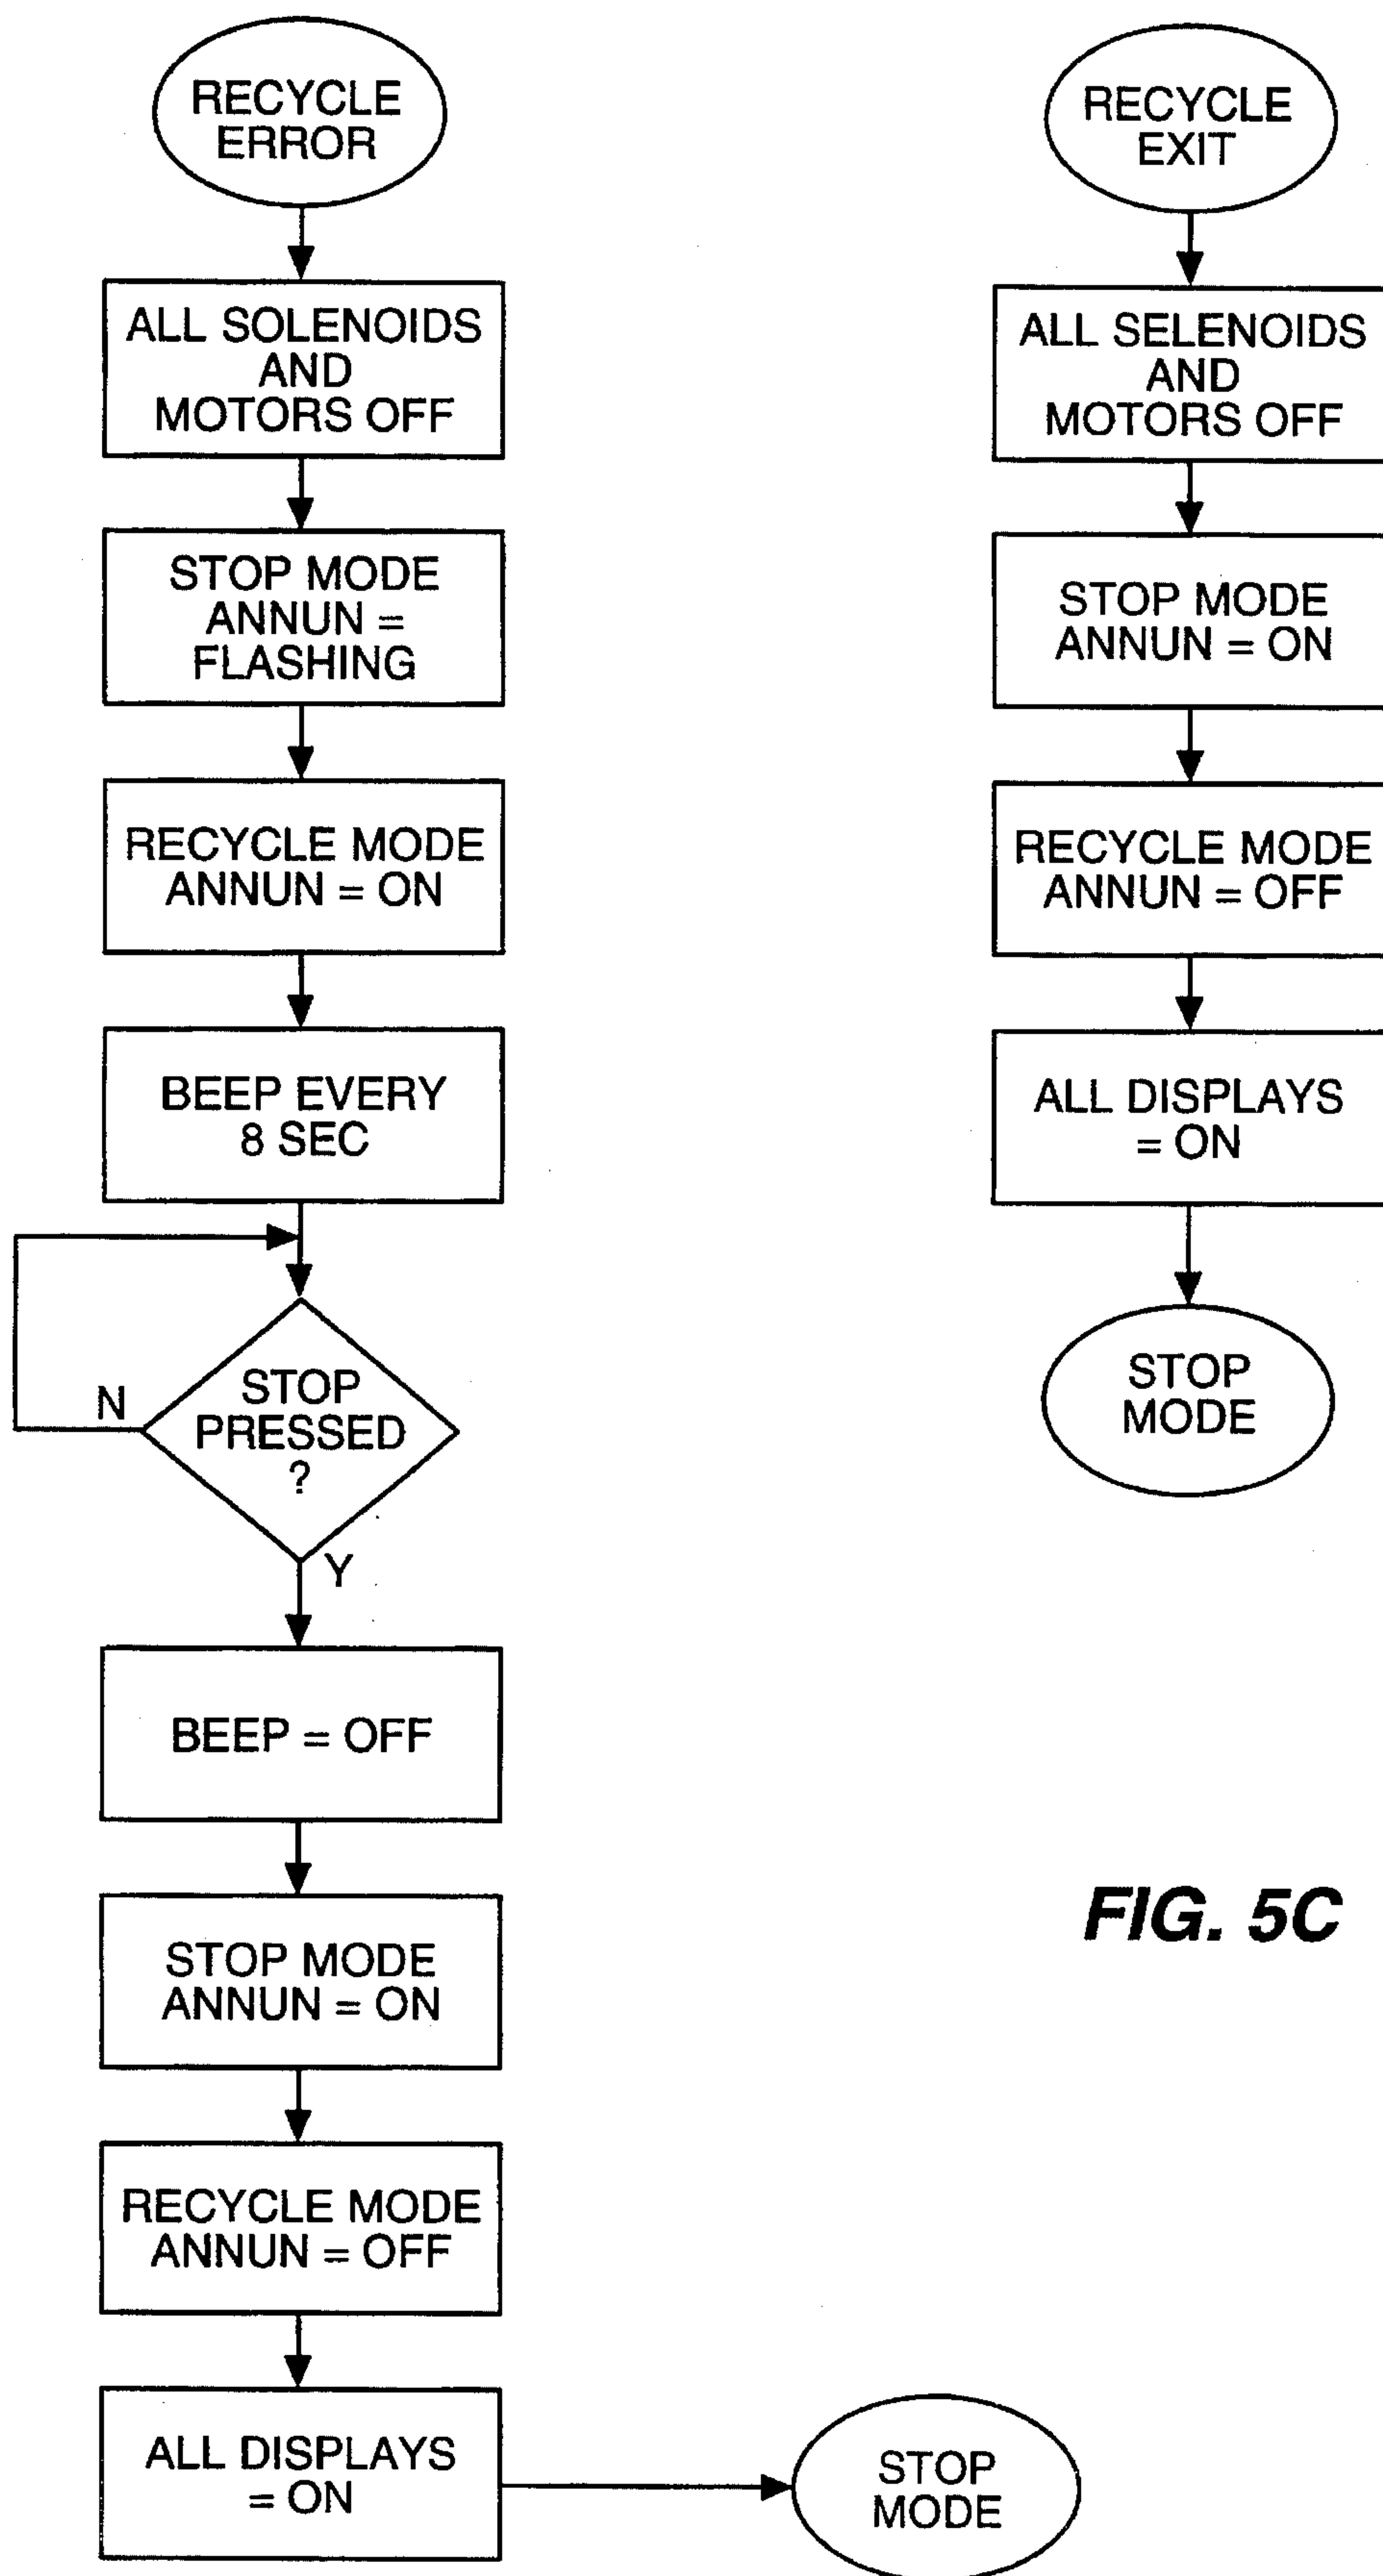 RECYCLE
ERROR
ALL SOLENOIDS
AND
MOTORS OFF
STOP MODE
ANNUN =
FLASHING
RECYCLE MODE
ANNUN = ON
BEEP EVERY
8 SEC
STOP
PRESSED
?
N
Y
BEEP = OFF
STOP MODE
ANNUN = ON
RECYCLE MODE
ANNUN = OFF
ALL DISPLAYS
= ON
STOP
MODE
RECYCLE
EXIT
ALL SELENOIDS
AND
MOTORS OFF
STOP MODE
ANNUN = ON
RECYCLE MODE
ANNUN = OFF
ALL DISPLAYS
= ON
STOP
MODE
FIG. 5C